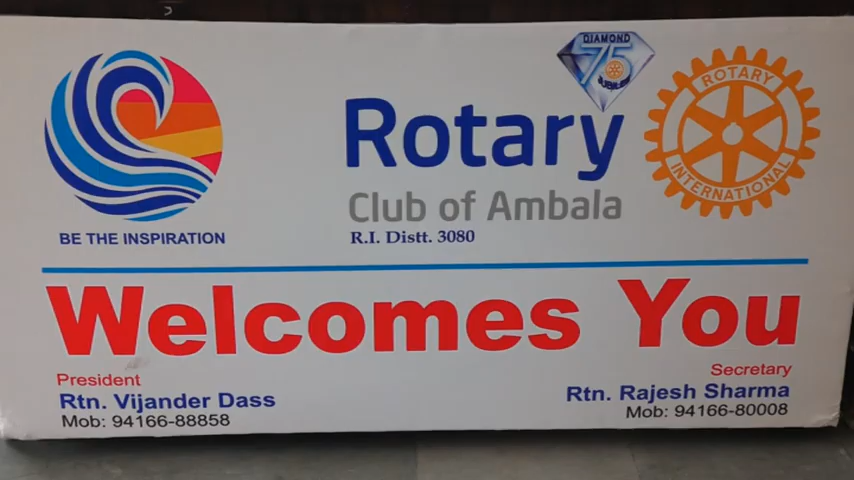 DIAMOND
75
Rotary
Club of Ambala
R.I. Distt. 3080
ROTARY
INTERNATIONAL
BE THE INSPIRATION
Welcomes You
President
Rtn. Vijander Dass
Mob: 94166-88858
Secretary
Rtn. Rajesh Sharma
Mob: 94166-80008